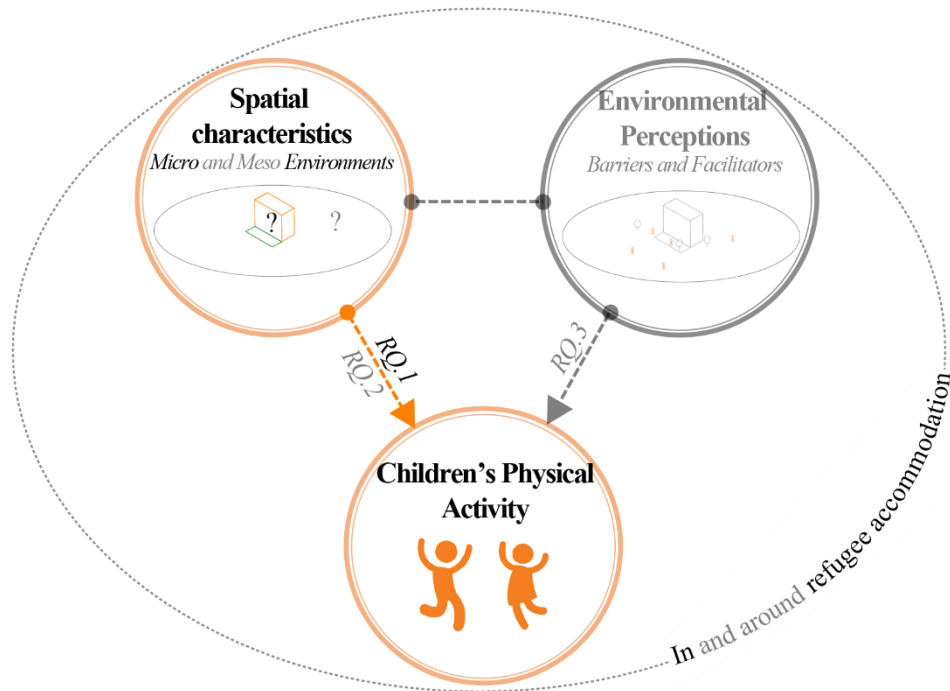 Spatial
characteristics
Micro and Meso Environments
? ?
Environmental
Perceptions
Barriers and Facilitators
RQ.1
RQ.2
RQ.3
Children's Physical
Activity
In and around refugee accommodation